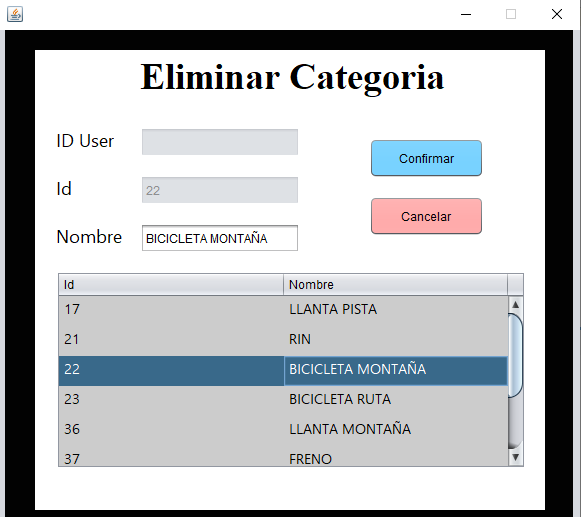 Eliminar Categoria
ID User
Confirmar
Id
22
Cancelar
Nombre
BICICLETA MONTAÑA
Id Nombre
17 LLANTA PISTA
21 RIN
22 BICICLETA MONTAÑA
23 BICICLETA RUTA
36 LLANTA MONTAÑA
37 FRENO